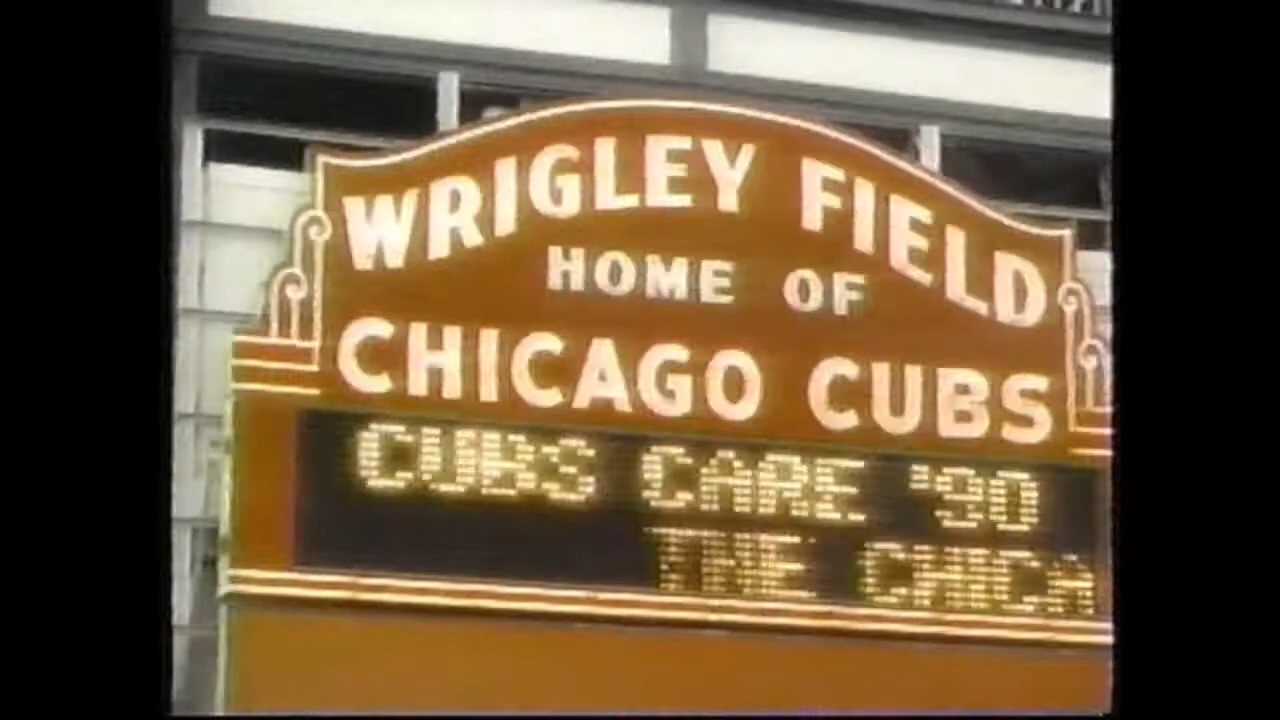 WRIGLEY FIELD
HOME OF
CHICAGO CUBS
CUBS CARE '90
THE CHICA